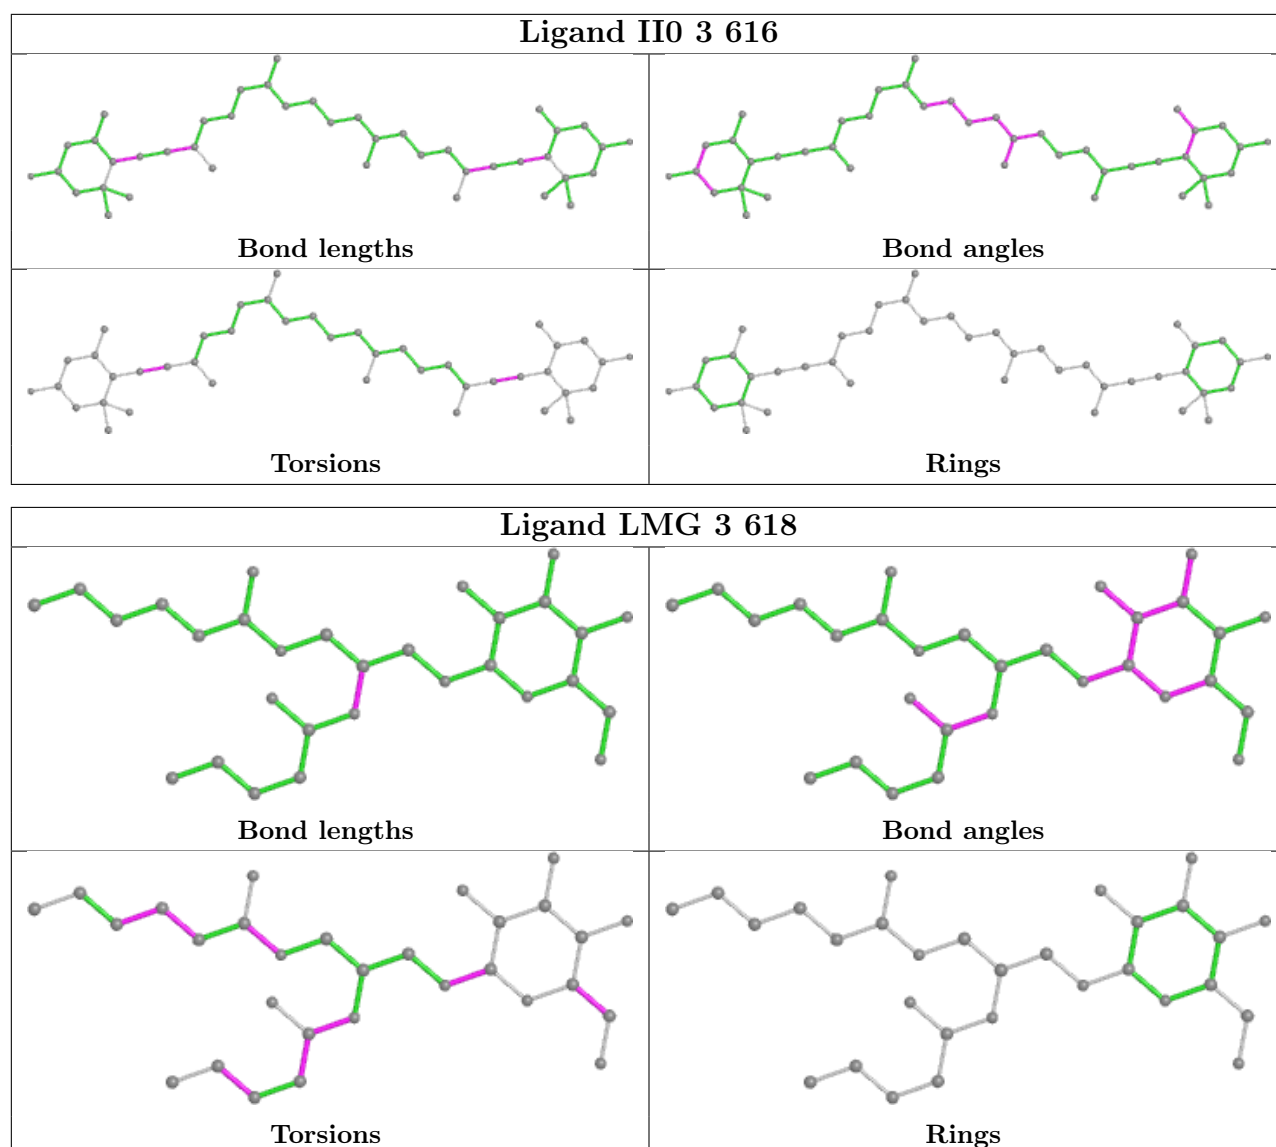 Ligand II0 3 616
Bond lengths
Bond angles
Torsions
Rings
Ligand LMG 3 618
Bond lengths
Bond angles
Torsions
Rings